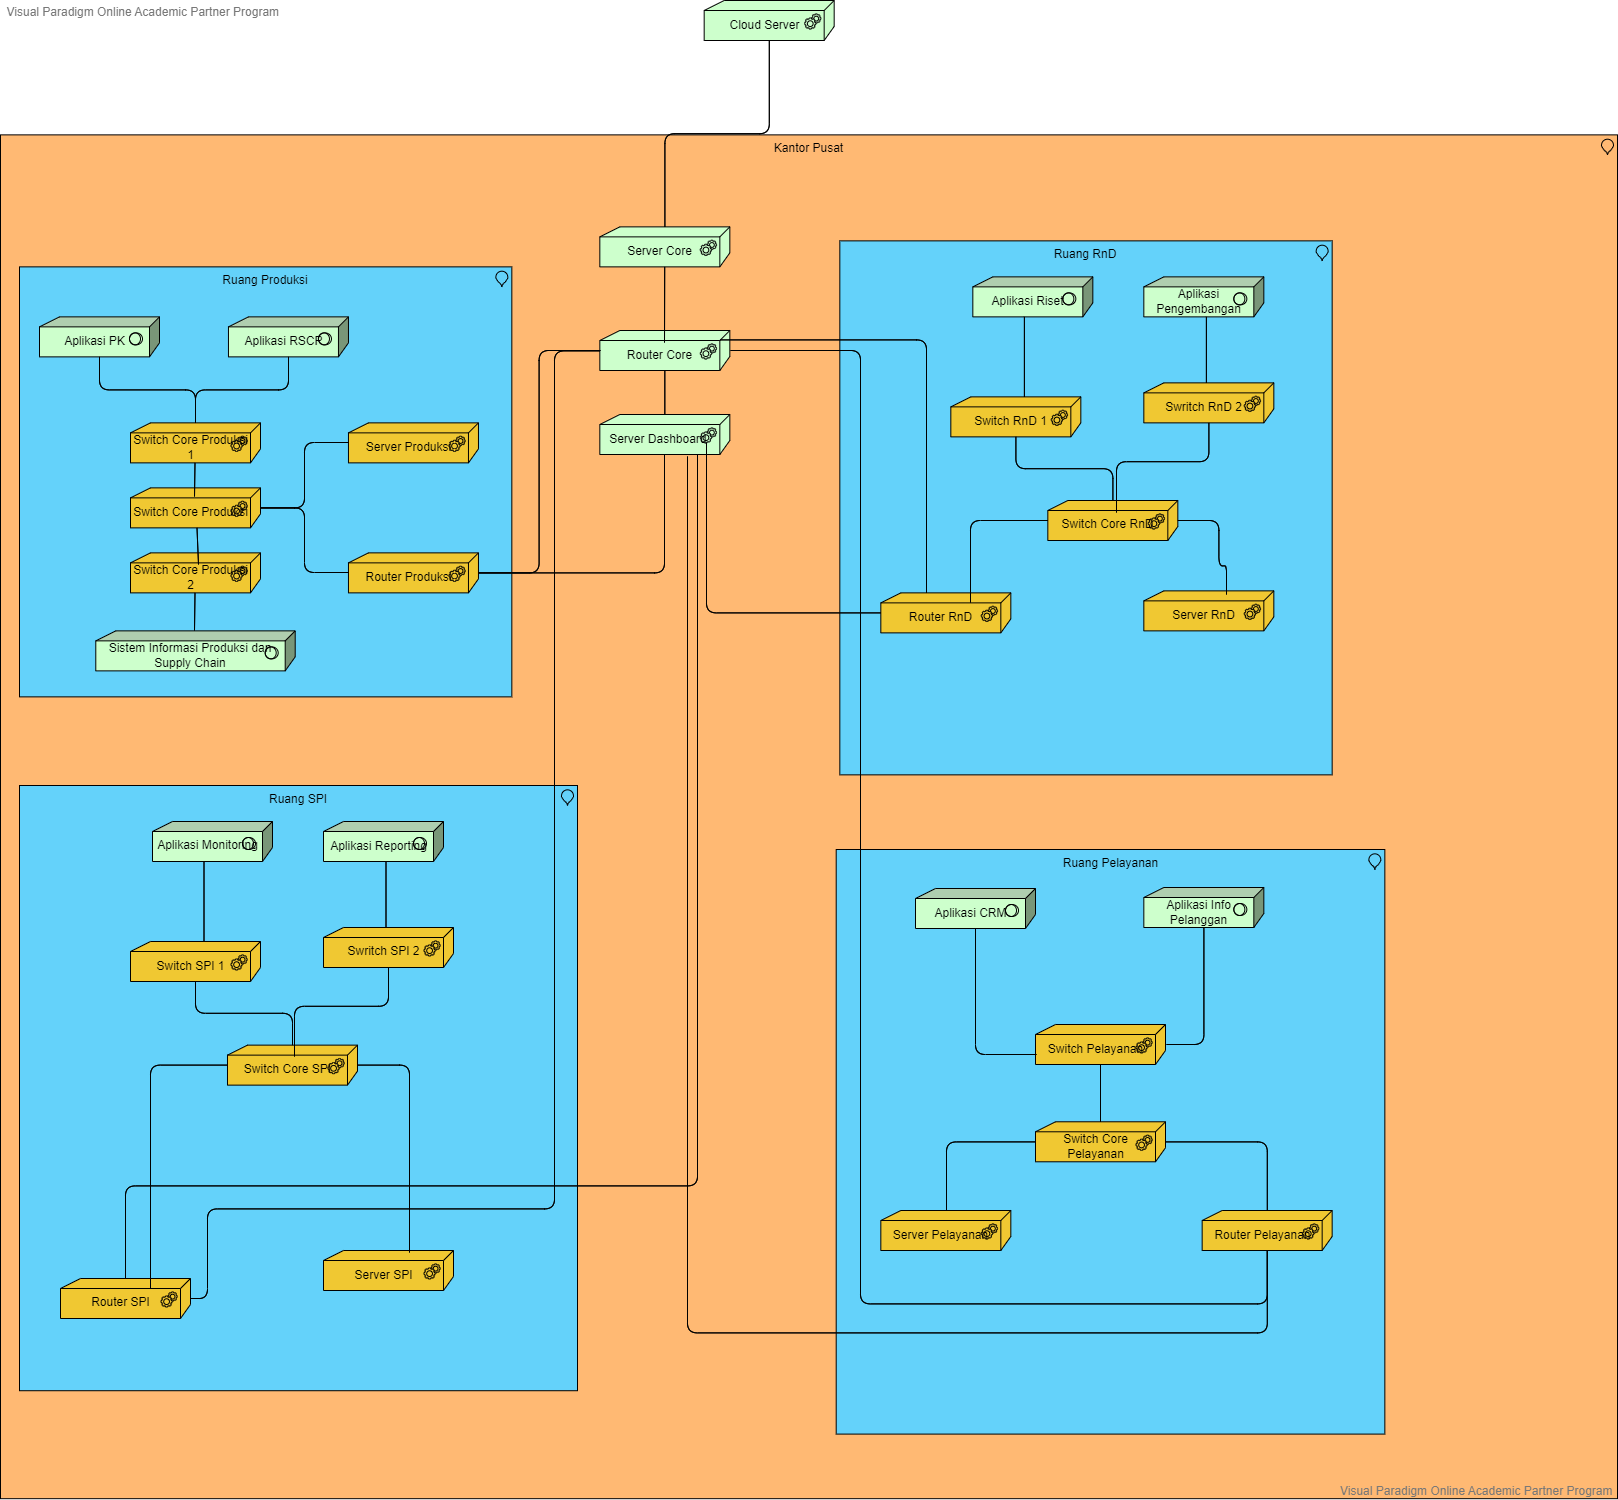 Visual Paradigm Online Academic Partner Program
Cloud Server
Kantor Pusat
Server Core
Router Core
Server Dashboard
Ruang Produksi
Aplikasi PK
Aplikasi RSCP
Switch Core Produksi
1
Server Produksi
Switch Core Produksi
Switch Core Produksi
2
Router Produksi
Sistem Informasi Produksi dan
Supply Chain
Ruang RnD
Aplikasi Riset
Aplikasi
Pengembangan
Switch RnD 1
Swritch RnD 2
Switch Core RnD
Router RnD
Server RnD
Ruang SPI
Aplikasi Monitoring
Aplikasi Reporting
Switch SPI 1
Swritch SPI 2
Switch Core SPI
Server SPI
Router SPI
Ruang Pelayanan
Aplikasi CRM
Aplikasi Info
Pelanggan
Switch Pelayanan
Switch Core
Pelayanan
Server Pelayanan
Router Pelayanan
Visual Paradigm Online Academic Partner Program